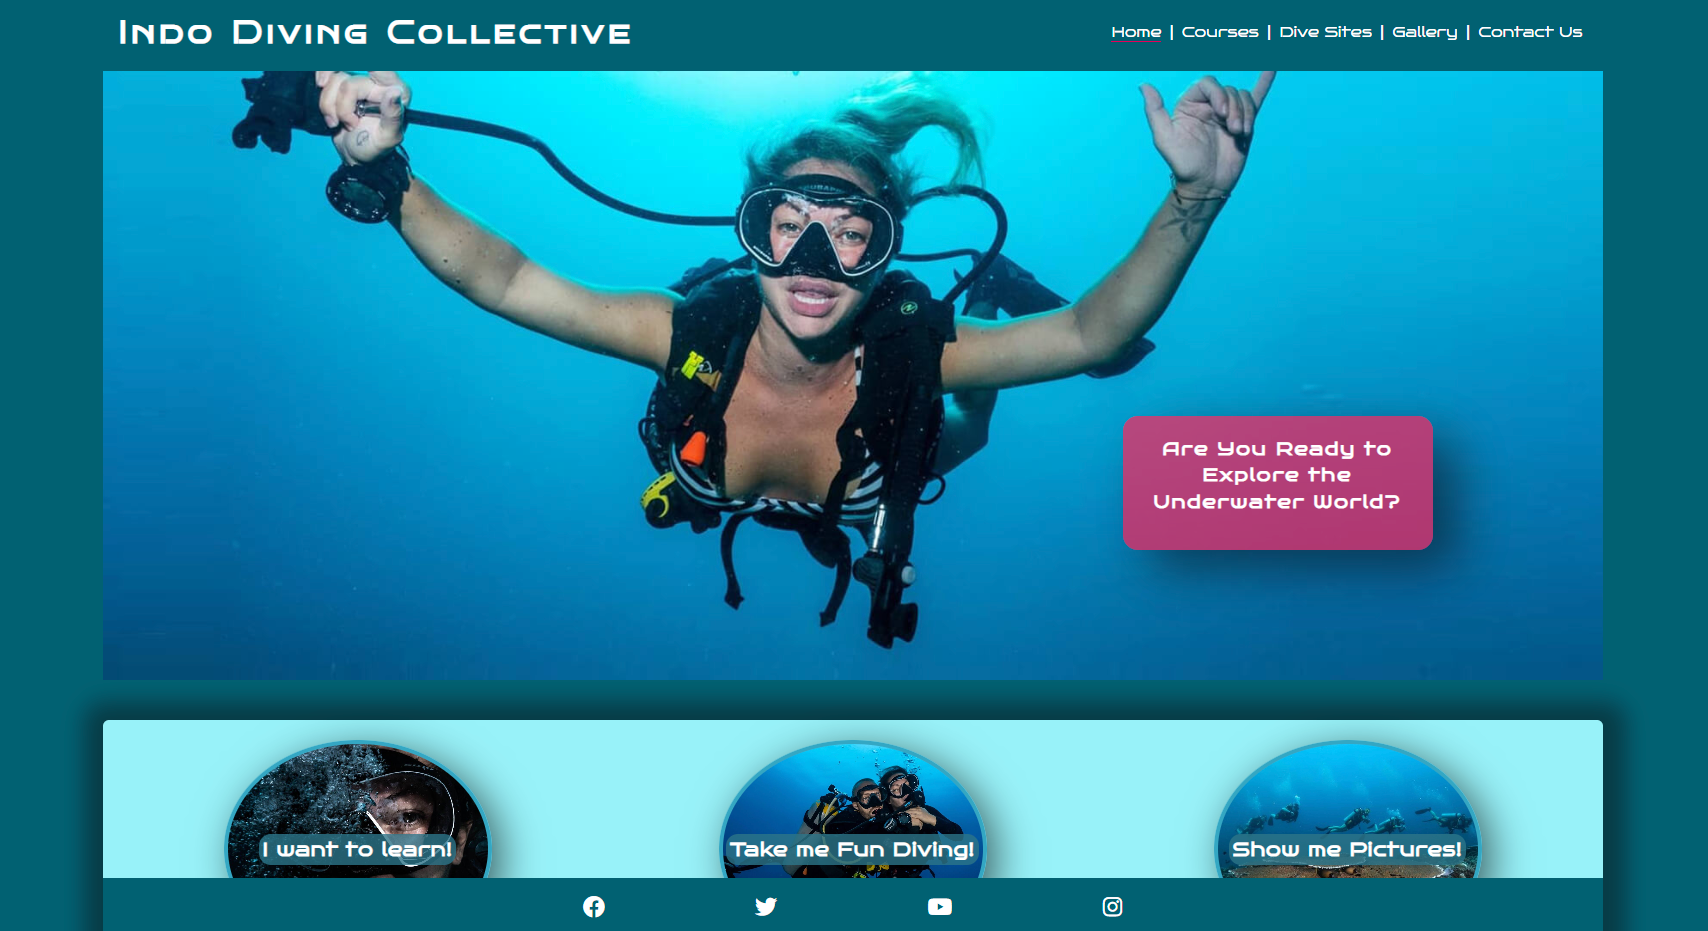 Indo Diving Collective
Home | Courses | Dive Sites | Gallery | Contact Us
Are You Ready to
Explore the
Underwater World?
I want to learn!
Take me Fun Diving!
Show me Pictures!